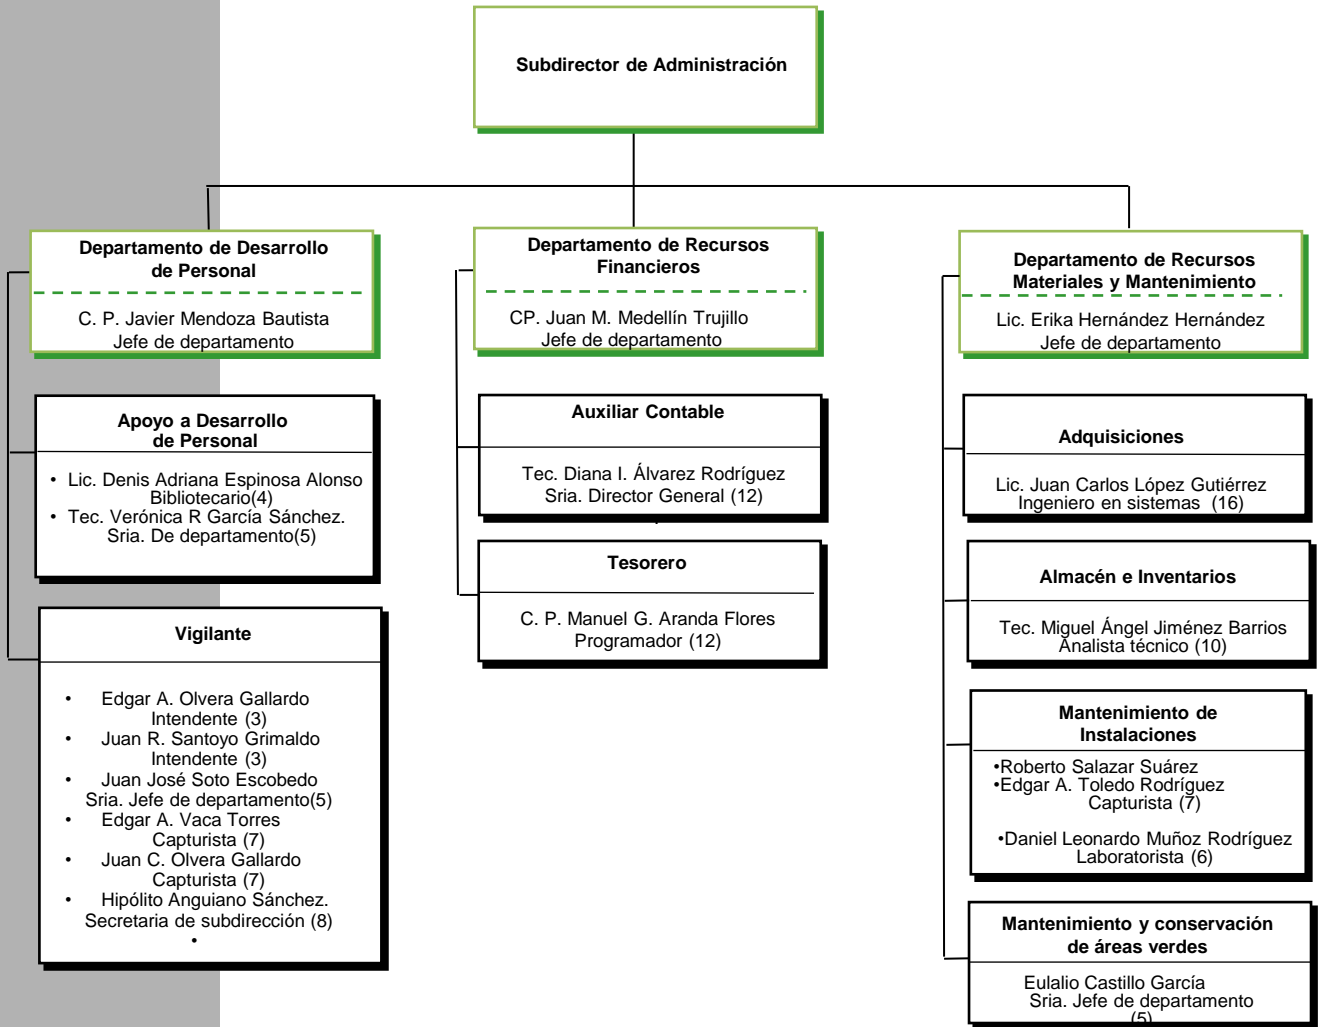 Subdirector de Administración
Departamento de Desarrollo
de Personal
C. P. Javier Mendoza Bautista
Jefe de departamento
Apoyo a Desarrollo
de Personal
• Lic. Denis Adriana Espinosa Alonso
Bibliotecario(4)
• Tec. Verónica R García Sánchez.
Sria. De departamento(5)
Vigilante
• Edgar A. Olvera Gallardo
Intendente (3)
• Juan R. Santoyo Grimaldo
Intendente (3)
• Juan José Soto Escobedo
Sria. Jefe de departamento(5)
• Edgar A. Vaca Torres
Capturista (7)
• Juan C. Olvera Gallardo
Capturista (7)
• Hipólito Anguiano Sánchez.
Secretaria de subdirección (8)
•
Departamento de Recursos
Financieros
CP. Juan M. Medellín Trujillo
Jefe de departamento
Auxiliar Contable
Tec. Diana I. Álvarez Rodríguez
Sria. Director General (12)
Tesorero
C. P. Manuel G. Aranda Flores
Programador (12)
Departamento de Recursos
Materiales y Mantenimiento
Lic. Erika Hernández Hernández
Jefe de departamento
Adquisiciones
Lic. Juan Carlos López Gutiérrez
Ingeniero en sistemas (16)
Almacén e Inventarios
Tec. Miguel Ángel Jiménez Barrios
Analista técnico (10)
Mantenimiento de
Instalaciones
•Roberto Salazar Suárez
•Edgar A. Toledo Rodríguez
Capturista (7)
•Daniel Leonardo Muñoz Rodríguez
Laboratorista (6)
Mantenimiento y conservación
de áreas verdes
Eulalio Castillo García
Sria. Jefe de departamento
(5)